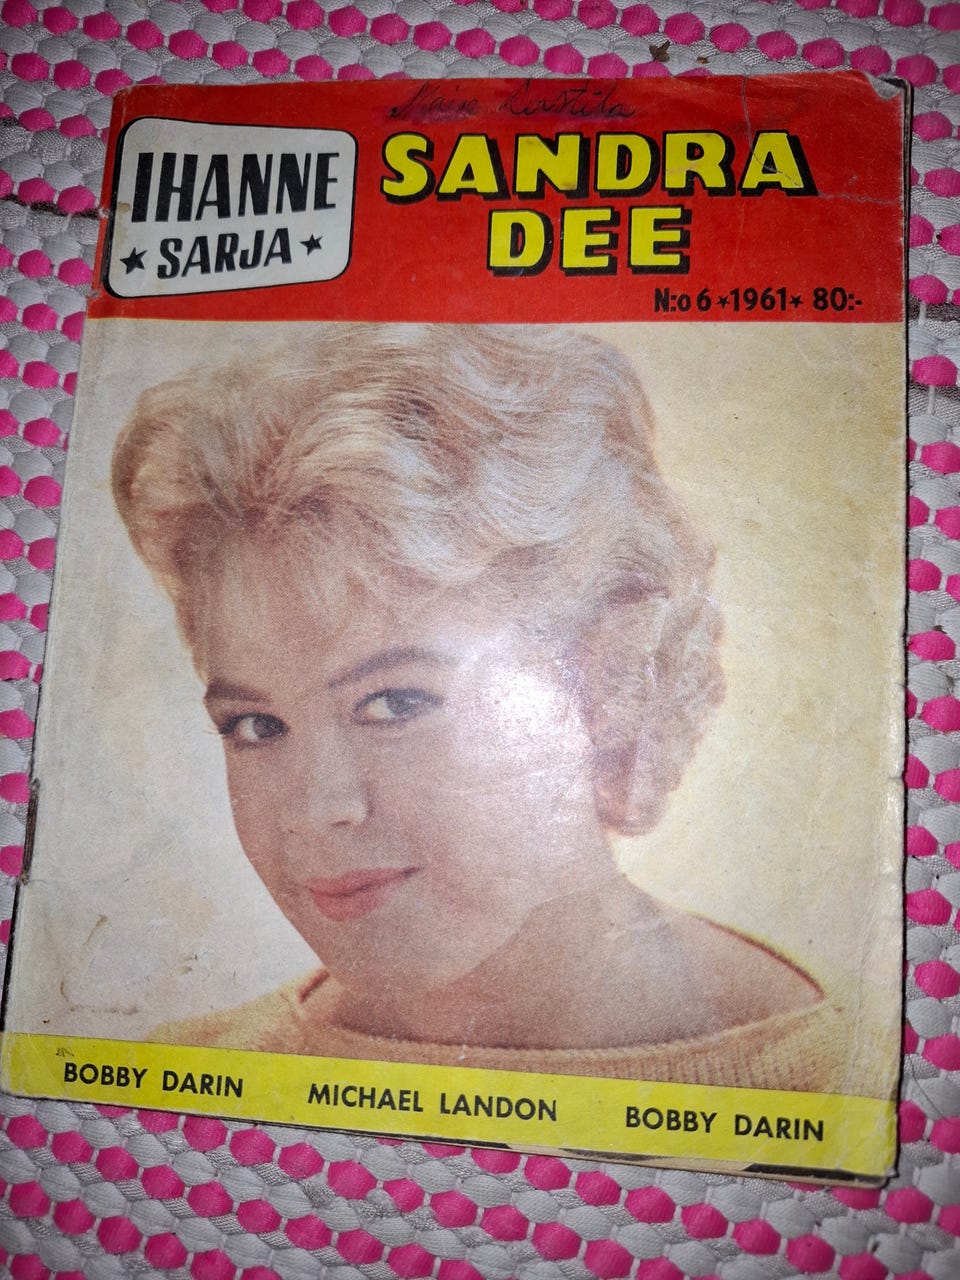 IHANNE
★ SARJA ★
SANDRA
DEE
N:o 6 ★ 1961 ★ 80:-
BOBBY DARIN MICHAEL LANDON BOBBY DARIN